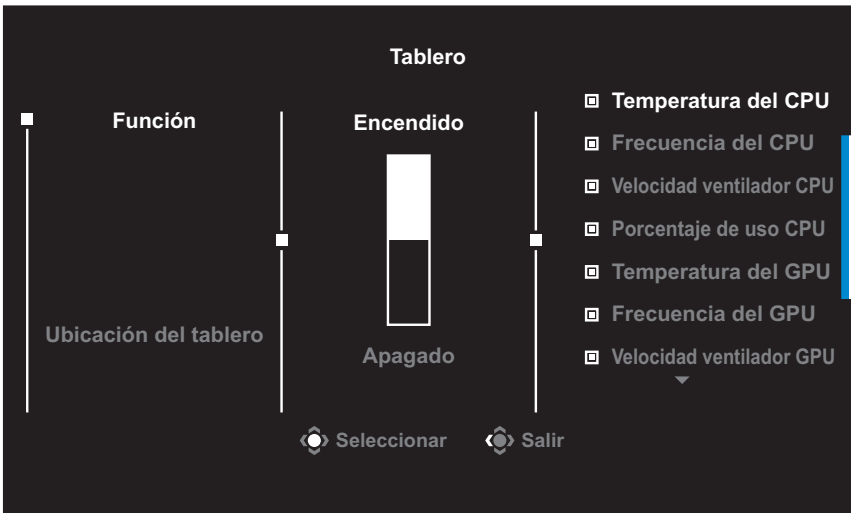 Tablero
Función
Ubicación del tablero
Encendido
Apagado
Temperatura del CPU
Frecuencia del CPU
Velocidad ventilador CPU
Porcentaje de uso CPU
Temperatura del GPU
Frecuencia del GPU
Velocidad ventilador GPU
Seleccionar
Salir